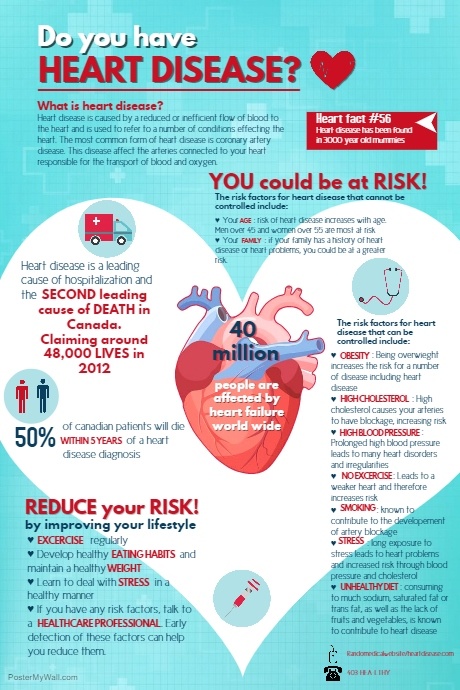 Do you have
HEART DISEASE?
What is heart disease?
Heart disease is caused by a reduced or inefficient flow of blood to
the heart and is used to refer to a number of conditions effecting the
heart. The most common form of heart disease is coronary artery
disease. This disease affect the arteries connected to your heart
responsible for the transport of blood and oxygen.
Heart fact #56
Heart disease has been found
in 3000 year old mummies
YOU could be at RISK!
The risk factors for heart disease that cannot be
controlled include:
♥ Your AGE : risk of heart disease increases with age.
Men over 45 and women over 55 are most at risk
♥ Your FAMILY : if your family has a history of heart
disease or heart problems, you could be at a greater
risk.
Heart disease is a leading
cause of hospitalization and
the SECOND leading
cause of DEATH in
Canada.
Claiming around
48,000 LIVES in
2012
40
million
people are
affected by
heart failure
world wide
50% of canadian patients will die
WITHIN 5 YEARS of a heart
disease diagnosis
The risk factors for heart
disease that can be
controlled include:
♥ OBESITY : Being overwieght
increases the risk for a number
of disease including heart
disease
♥ HIGH CHOLESTEROL : High
cholesterol causes your arteries
to have blockage, increasing risk
♥ HIGH BLOOD PRESSURE :
Prolonged high blood pressure
leads to many heart disorders
and irregularities
♥ NO EXCERCISE : Leads to a
weaker heart and therefore
increases risk
♥ SMOKING : known to
contribute to the developement
of artery blockage
♥ STRESS : long exposure to
stress leads to heart problems
and increased risk through blood
pressure and cholesterol
♥ UNHEALTHY DIET : consuming
to much sodium, saturated fat or
trans fat, as well as the lack of
fruits and vegetables, is known
to contribute to heart disease
REDUCE your RISK!
by improving your lifestyle
♥ EXCERCISE regularly
♥ Develop healthy EATING HABITS and
maintain a healthy WEIGHT
♥ Learn to deal with STRESS in a
healthy manner
♥ If you have any risk factors, talk to
a HEALTHCARE PROFESSIONAL. Early
detection of these factors can help
you reduce them.
Randomedicalwebsite/heartdisease.com
PosterMyWall.com